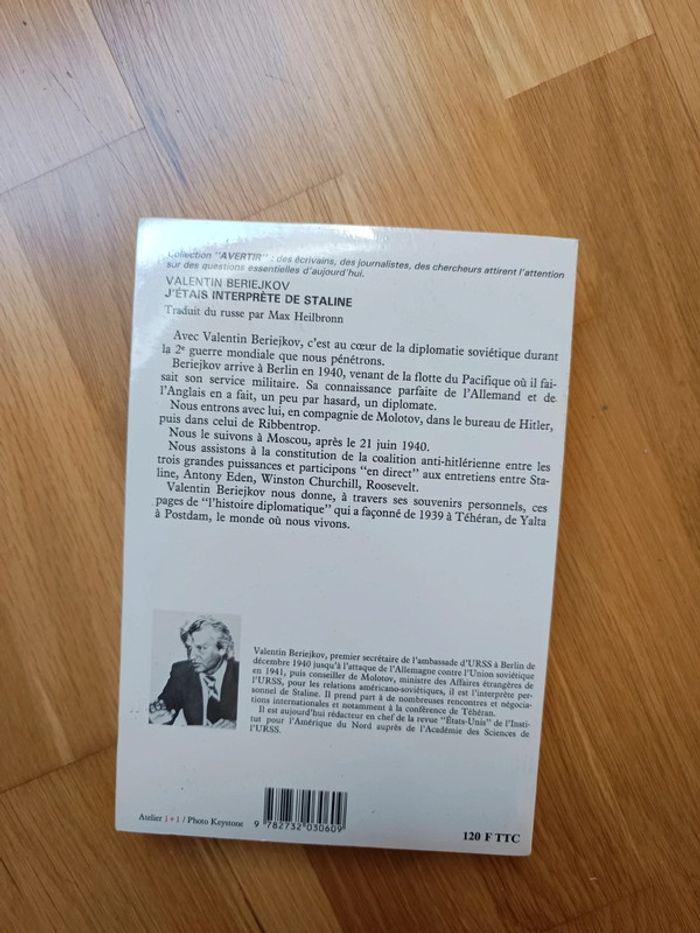 Collection "AVERTIR" : des écrivains, des journalistes, des chercheurs attirent l'attention
sur des questions essentielles d'aujourd'hui.
VALENTIN BERIEJKOV
J'ÉTAIS INTERPRÈTE DE STALINE
Traduit du russe par Max Heilbronn
Avec Valentin Beriejkov, c'est au cœur de la diplomatie soviétique durant
la 2e guerre mondiale que nous pénétrons.
Beriejkov arrive à Berlin en 1940, venant de la flotte du Pacifique où il fai-
sait son service militaire. Sa connaissance parfaite de l'Allemand et de
l'Anglais en a fait, un peu par hasard, un diplomate.
Nous entrons avec lui, en compagnie de Molotov, dans le bureau de Hitler,
puis dans celui de Ribbentrop.
Nous le suivons à Moscou, après le 21 juin 1940.
Nous assistons à la constitution de la coalition anti-hitlérienne entre les
trois grandes puissances et participons "en direct" aux entretiens entre Sta-
line, Antony Eden, Winston Churchill, Roosevelt.
Valentin Beriejkov nous donne, à travers ses souvenirs personnels, ces
pages de "l'histoire diplomatique" qui a façonné de 1939 à Téhéran, de Yalta
à Postdam, le monde où nous vivons.
Valentin Beriejkov, premier secrétaire de l'ambassade d'URSS à Berlin de
décembre 1940 jusqu'à l'attaque de l'Allemagne contre l'Union soviétique
en 1941, puis conseiller de Molotov, ministre des Affaires étrangères de
l'URSS, pour les relations américano-soviétiques, il est l'interprète per-
sonnel de Staline. Il prend part à de nombreuses rencontres et négocia-
tions internationales et notamment à la conférence de Téhéran.
Il est aujourd'hui rédacteur en chef de la revue "États-Unis" de l'Insti-
tut pour l'Amérique du Nord auprès de l'Académie des Sciences de
l'URSS.
Atelier 1 + 1 / Photo Keystone
9 782732 030609
120 F TTC